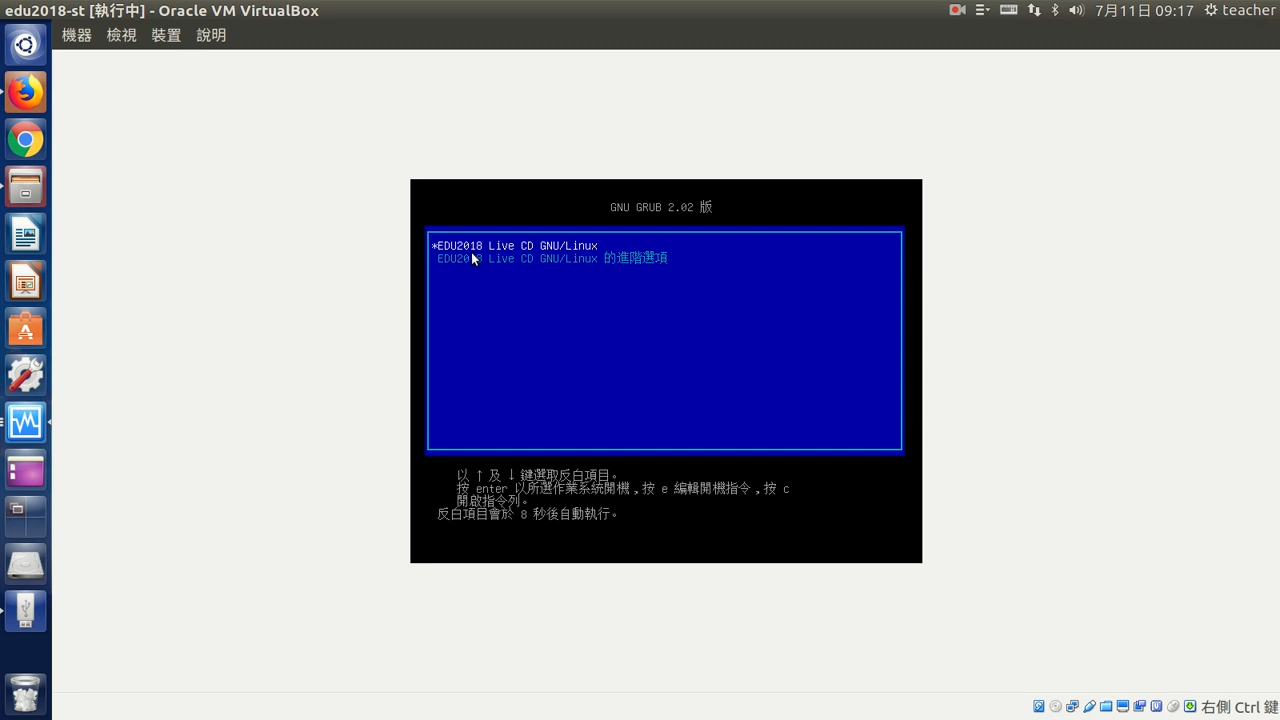 edu2018-st [執行中] - Oracle VM VirtualBox
7月11日 09:17 teacher
機器 檢視 裝置 說明
GNU GRUB 2.02 版
*EDU2018 Live CD GNU/Linux
EDU2018 Live CD GNU/Linux 的進階選項
以 ↑ 及 ↓ 鍵選取反白項目。
按 enter 以所選作業系統開機，按 e 編輯開機指令，按 c
開啟指令列。
反白項目會於 8 秒後自動執行。
右側 Ctrl 鍵